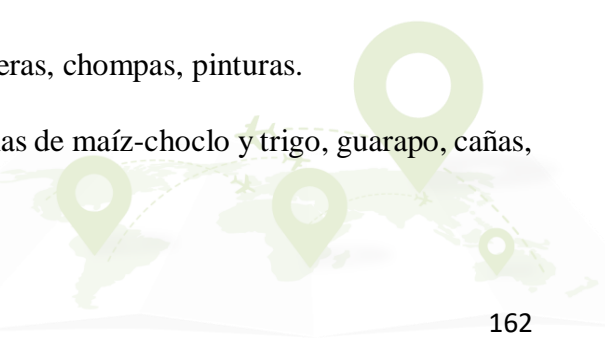 eras, chompas, pinturas.
as de maíz-choclo y trigo, guarapo, cañas,
162